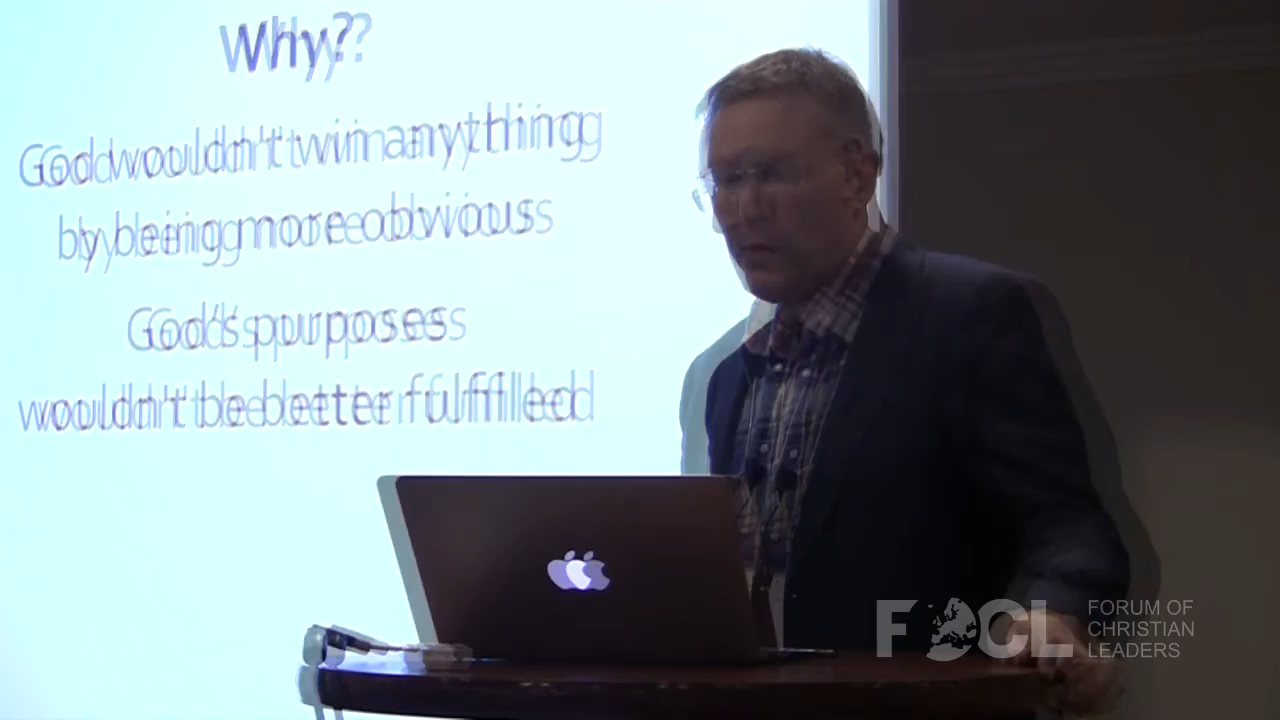 Why?
God wouldn't win anything
by being more obvious
God's purposes
wouldn't be better fulfilled
FOCL
FORUM OF
CHRISTIAN
LEADERS